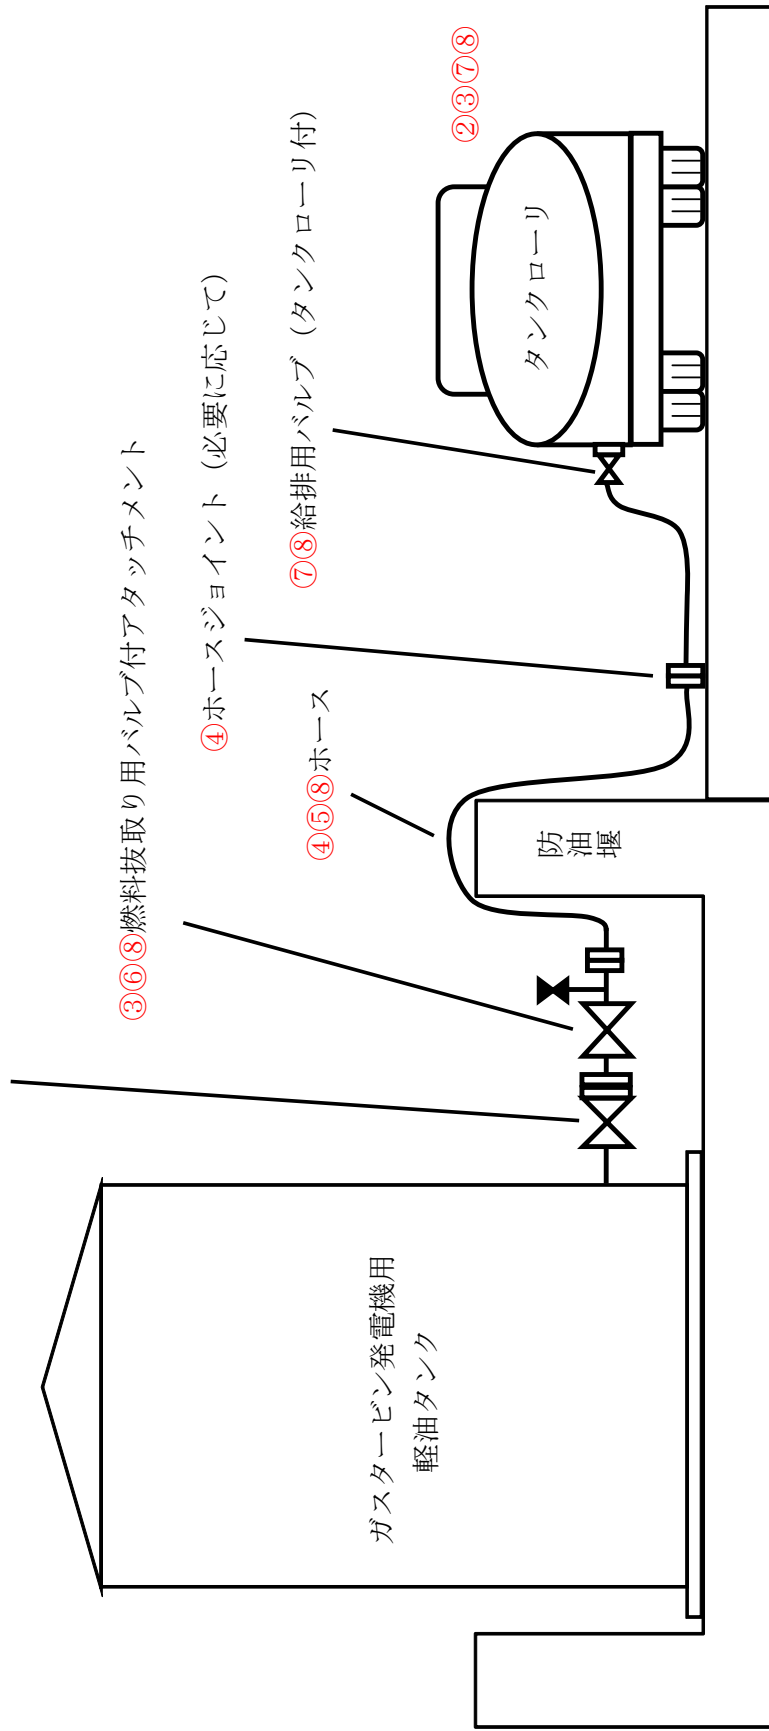 ③⑥⑧燃料抜取り用バルブ付アタッチメント
④ホースジョイント（必要に応じて）
⑦⑧給排用バルブ（タンクローリ付）
④⑤⑧ホース
②③⑦⑧
タンクローリ
防
油
堰
ガスタービン発電機用
軽油タンク